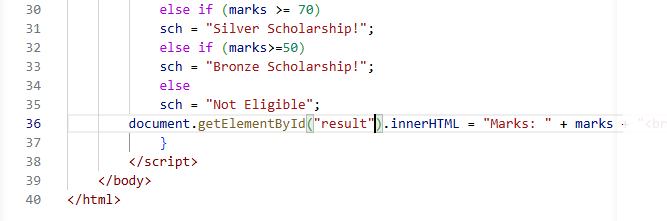 30 else if (marks >= 70)
31 sch = "Silver Scholarship!";
32 else if (marks>=50)
33 sch = "Bronze Scholarship!";
34 else
35 sch = "Not Eligible";
36 document.getElementById("result").innerHTML = "Marks: " + marks + "<br
37 }
38 </script>
39 </body>
40 </html>